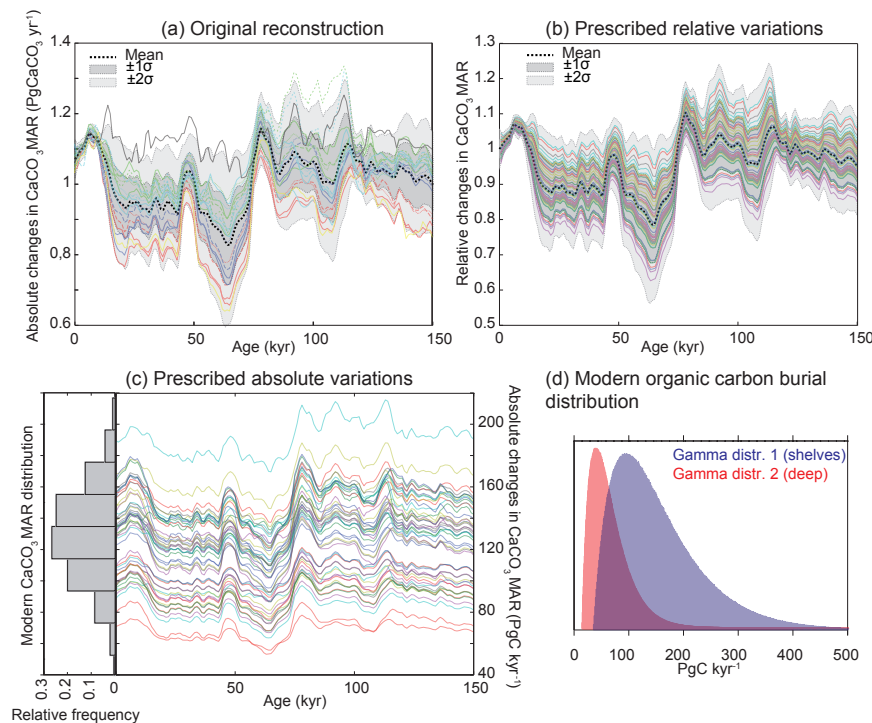 (a) Original reconstruction
Absolute changes in CaCO3 MAR (PgCaCO3 yr-1)
1.4
1.2
1
0.8
0.6
Mean
±1σ
±2σ
0
50
100
150
Age (kyr)
(b) Prescribed relative variations
Relative changes in CaCO3 MAR
1.3
1.2
1.1
1
0.9
0.8
0.7
0.6
0.5
Mean
±1σ
±2σ
0
50
100
150
Age (kyr)
(c) Prescribed absolute variations
Modern CaCO3 MAR distribution
0.3
0.2
0.1
Relative frequency
0
50
100
150
Age (kyr)
200
160
120
80
40
Absolute changes in CaCO3 MAR (PgC kyr-1)
(d) Modern organic carbon burial
distribution
Gamma distr. 1 (shelves)
Gamma distr. 2 (deep)
0
100
200
300
400
500
PgC kyr-1